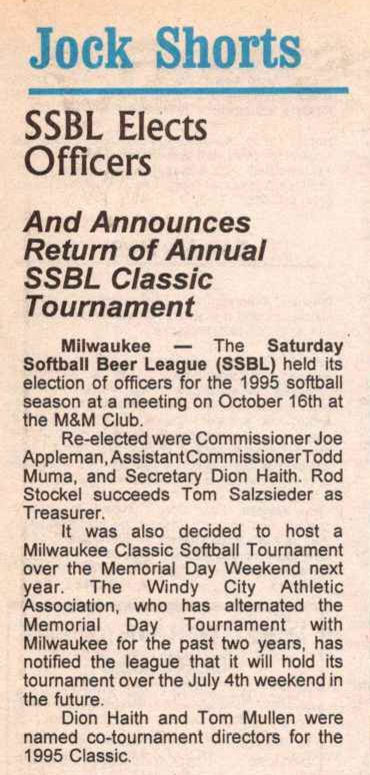 Jock Shorts
SSBL Elects
Officers
And Announces
Return of Annual
SSBL Classic
Tournament
Milwaukee — The Saturday
Softball Beer League (SSBL) held its
election of officers for the 1995 softball
season at a meeting on October 16th at
the M&M Club.
Re-elected were Commissioner Joe
Appleman, Assistant Commissioner Todd
Muma, and Secretary Dion Haith. Rod
Stockel succeeds Tom Salzsieder as
Treasurer.
It was also decided to host a
Milwaukee Classic Softball Tournament
over the Memorial Day Weekend next
year. The Windy City Athletic
Association, who has alternated the
Memorial Day Tournament with
Milwaukee for the past two years, has
notified the league that it will hold its
tournament over the July 4th weekend in
the future.
Dion Haith and Tom Mullen were
named co-tournament directors for the
1995 Classic.